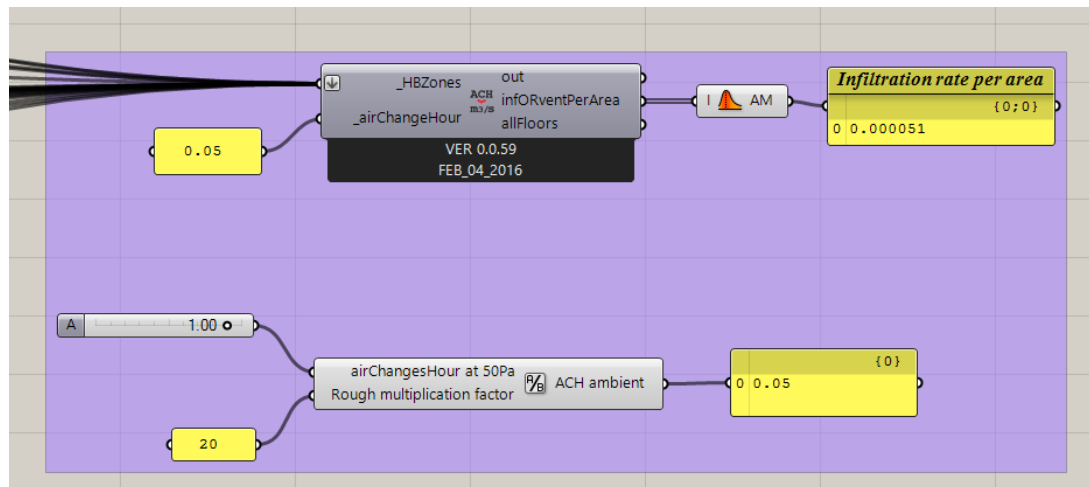 _HBZones
_airChangeHour
ACH
m3/s
out
infORventPerArea
allFloors
VER 0.0.59
FEB_04_2016
0.05
I AM
Infiltration rate per area
{0;0}
0 0.000051
A 1.00
airChangesHour at 50Pa
Rough multiplication factor
A/B
ACH ambient
20
{0}
0 0.05